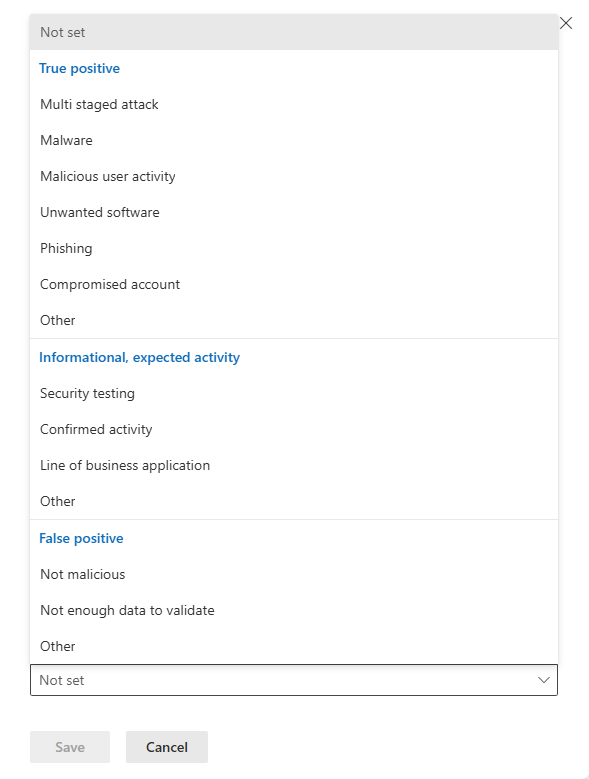 Not set
True positive
Multi staged attack
Malware
Malicious user activity
Unwanted software
Phishing
Compromised account
Other
Informational, expected activity
Security testing
Confirmed activity
Line of business application
Other
False positive
Not malicious
Not enough data to validate
Other
Not set
Save Cancel